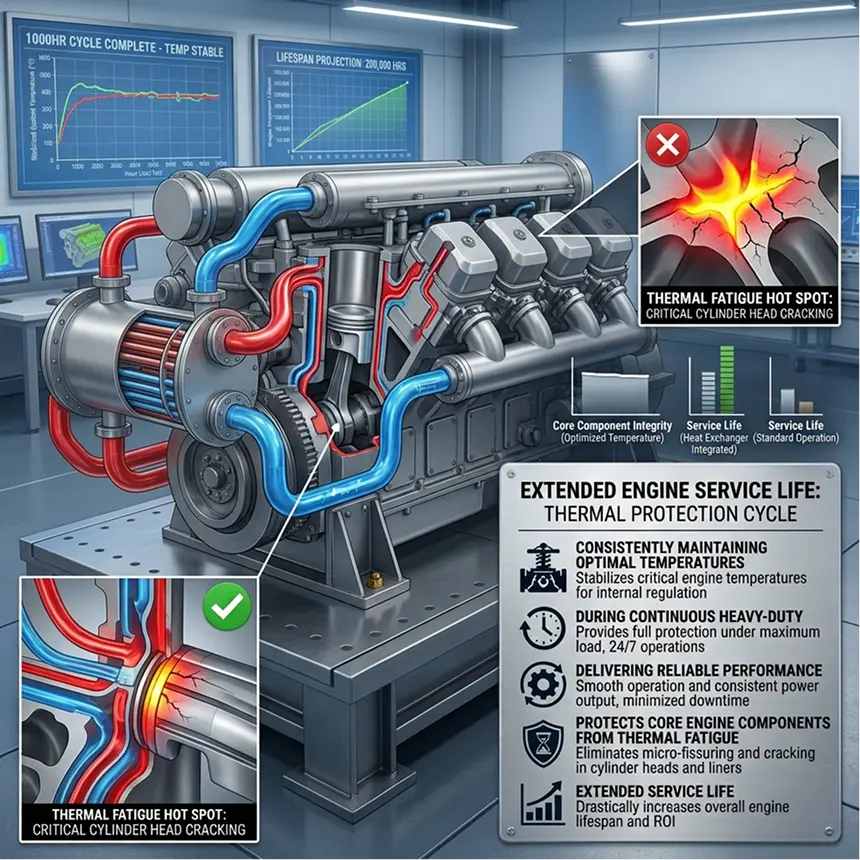 1000HR CYCLE COMPLETE - TEMP STABLE
LIFESPAN PROJECTION 200,000 HRS
THERMAL FATIGUE HOT SPOT:
CRITICAL CYLINDER HEAD CRACKING
Core Component Integrity
(Optimized Temperature)
Service Life
(Heat Exchanger
Integrated)
Service Life
(Standard Operation)
EXTENDED ENGINE SERVICE LIFE:
THERMAL PROTECTION CYCLE
CONSISTENTLY MAINTAINING
OPTIMAL TEMPERATURES
Stabilizes critical engine temperatures
for internal regulation
DURING CONTINUOUS HEAVY-DUTY
Provides full protection under maximum
load, 24/7 operations
DELIVERING RELIABLE PERFORMANCE
Smooth operation and consistent power
output, minimized downtime
PROTECTS CORE ENGINE COMPONENTS
FROM THERMAL FATIGUE
Eliminates micro-fissuring and cracking
in cylinder heads and liners
EXTENDED SERVICE LIFE
Drastically increases overall engine
lifespan and ROI
THERMAL FATIGUE HOT SPOT:
CRITICAL CYLINDER HEAD CRACKING